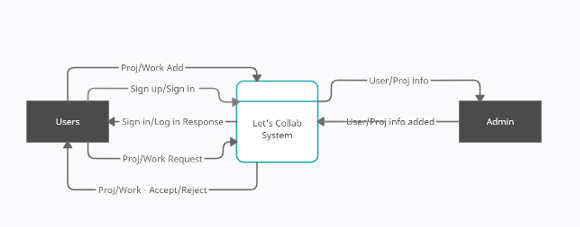 Proj/Work Add
User/Proj info
Sign up/Sign in
Users
Sign in/Log in Response
Let's Collab
System
User/Proj info added
Admin
Proj/Work Request
Proj/Work - Accept/Reject